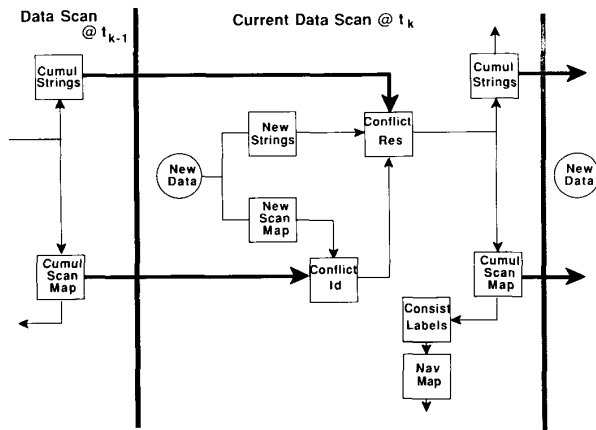 Data Scan
@ t k-1
Current Data Scan @ t k
Cumul
Strings
Cumul
Strings
New
Strings
Conflict
Res
New
Data
New
Data
New
Scan
Map
Cumul
Scan
Map
Conflict
Id
Cumul
Scan
Map
Consist
Labels
Nav
Map